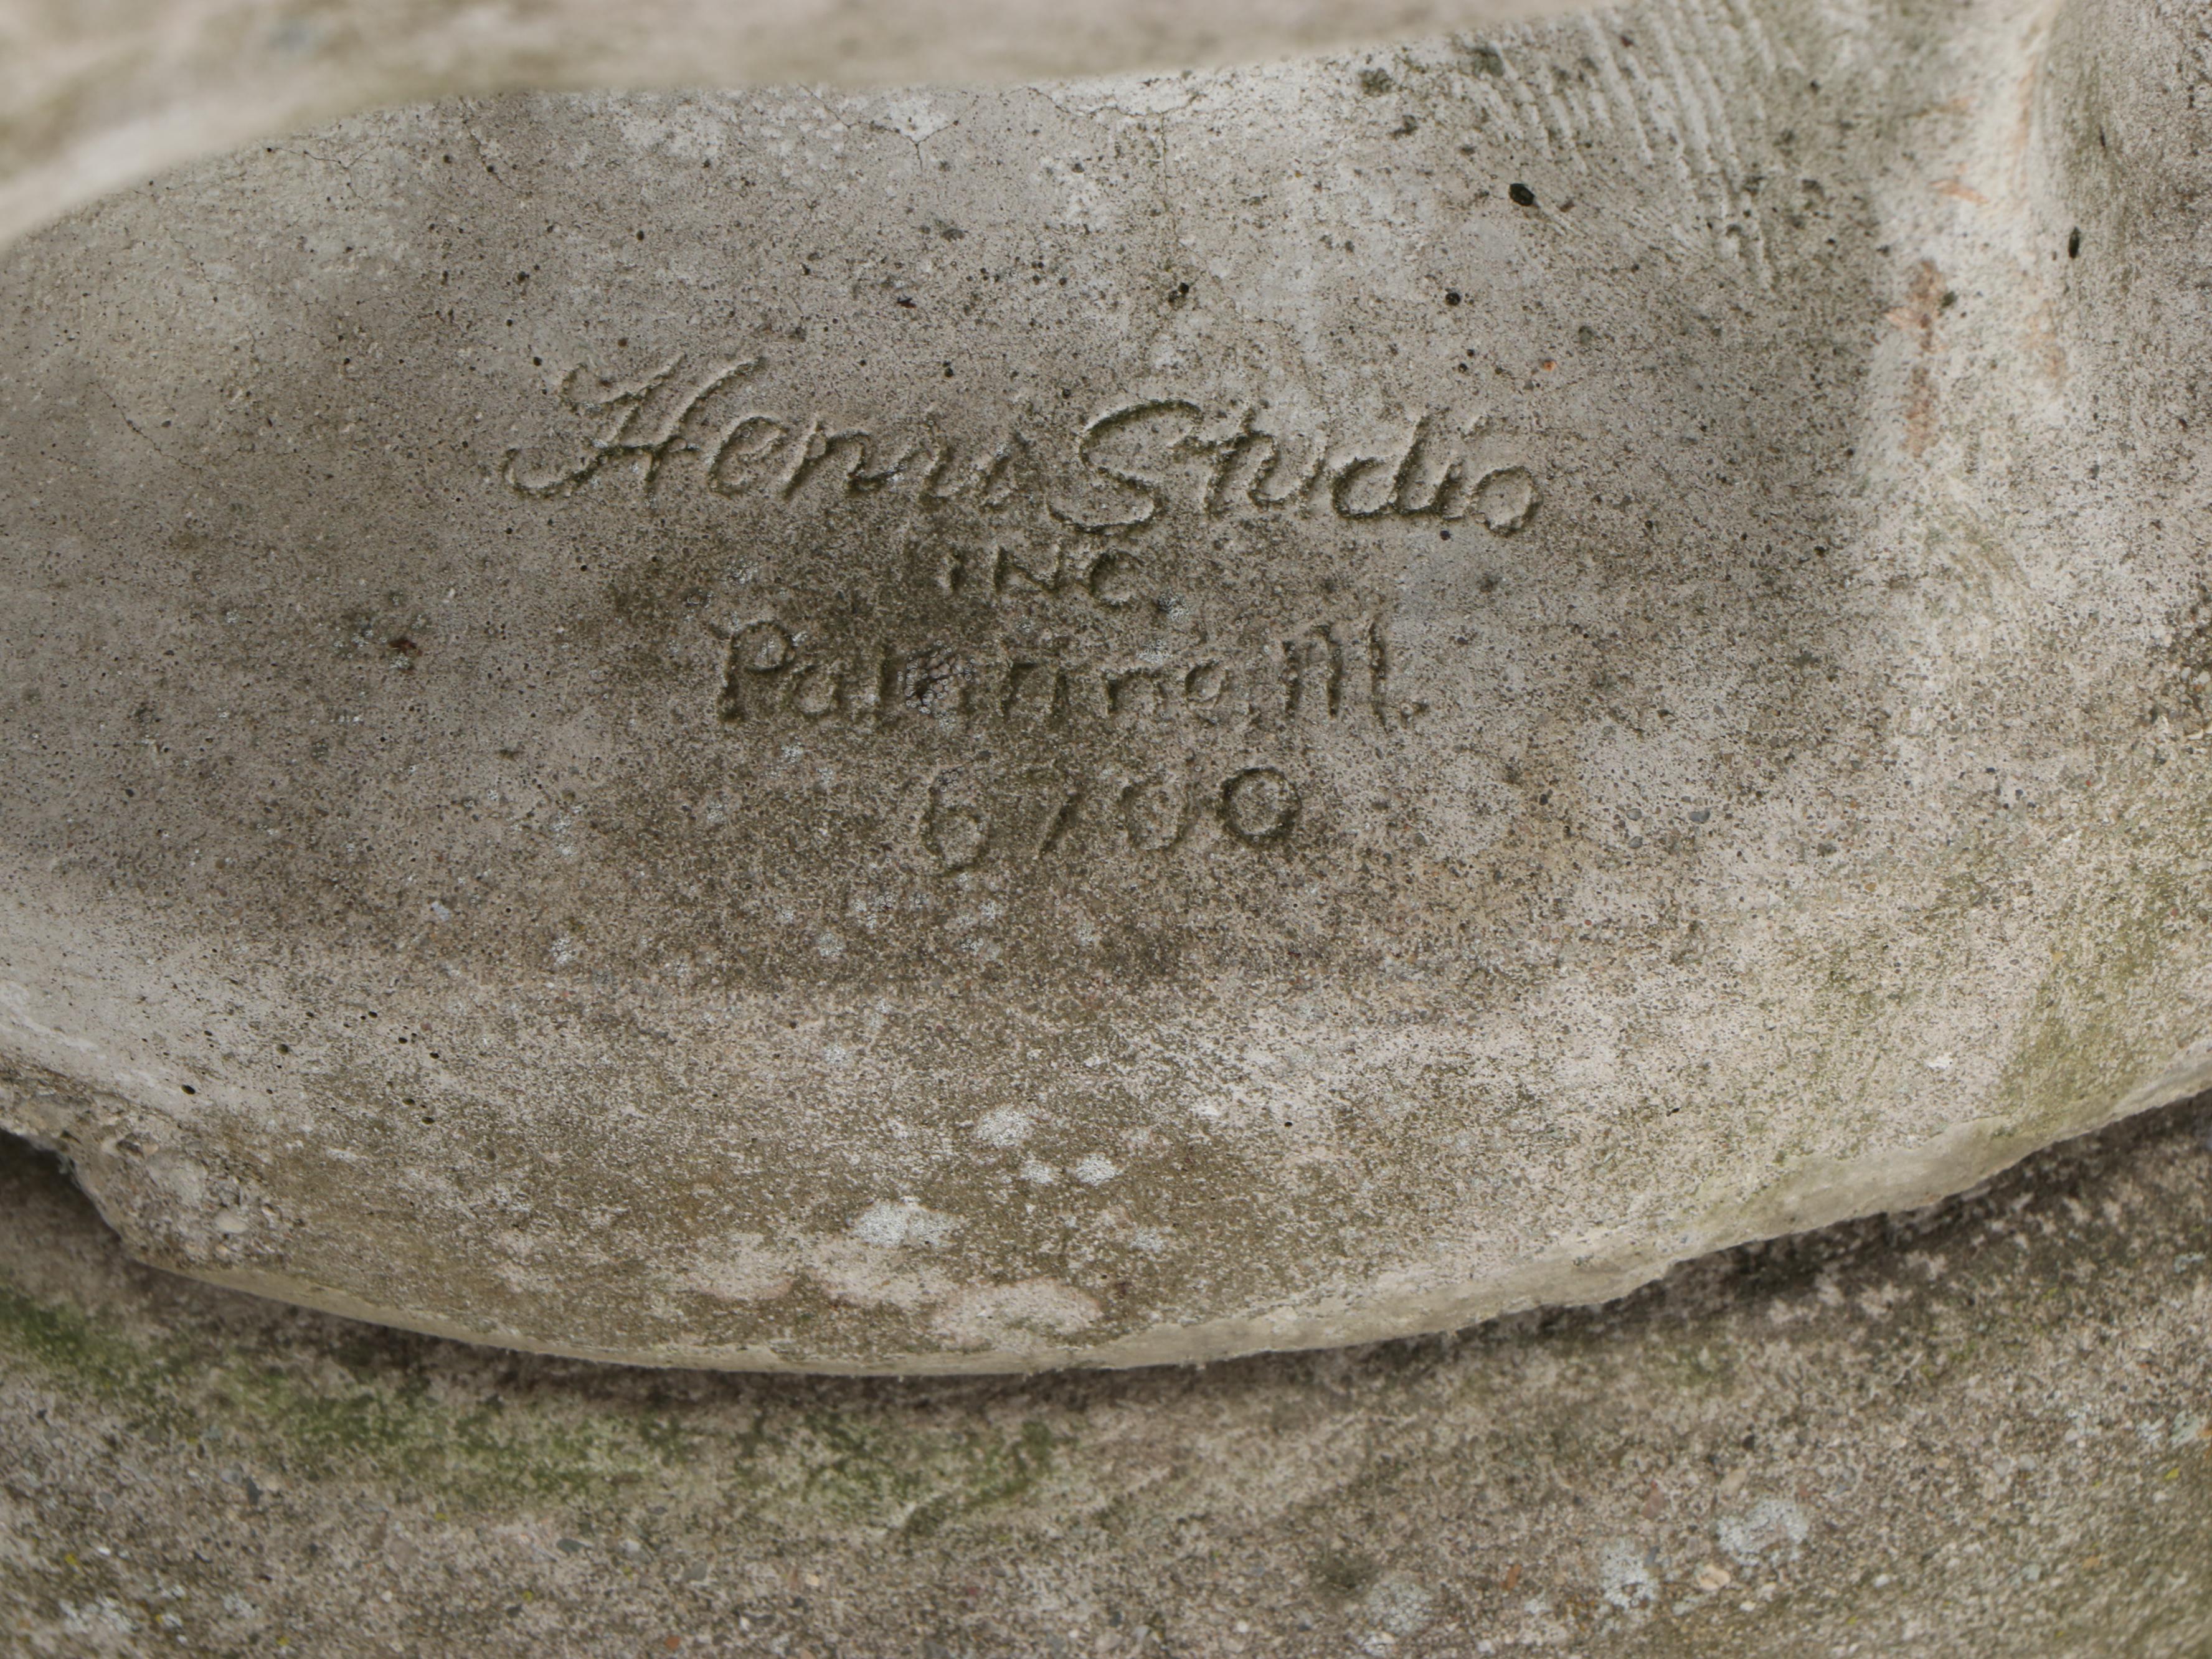 Henri Studio
INC
Palatine, Ill.
6700